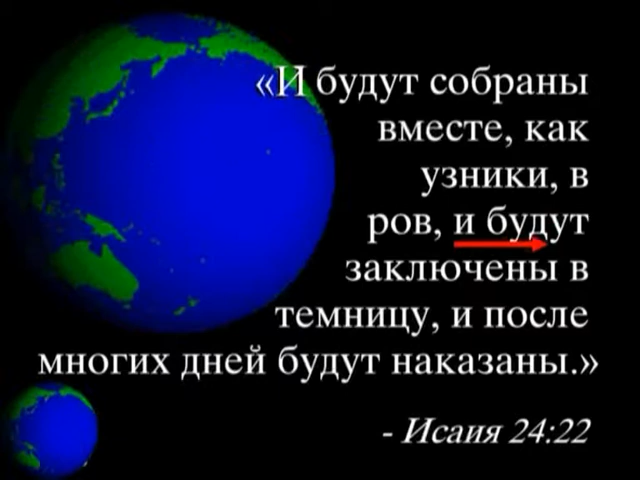 «И будут собраны
вместе, как
узники, в
ров, и будут
заключены в
темницу, и после
многих дней будут наказаны.»
- Исаия 24:22